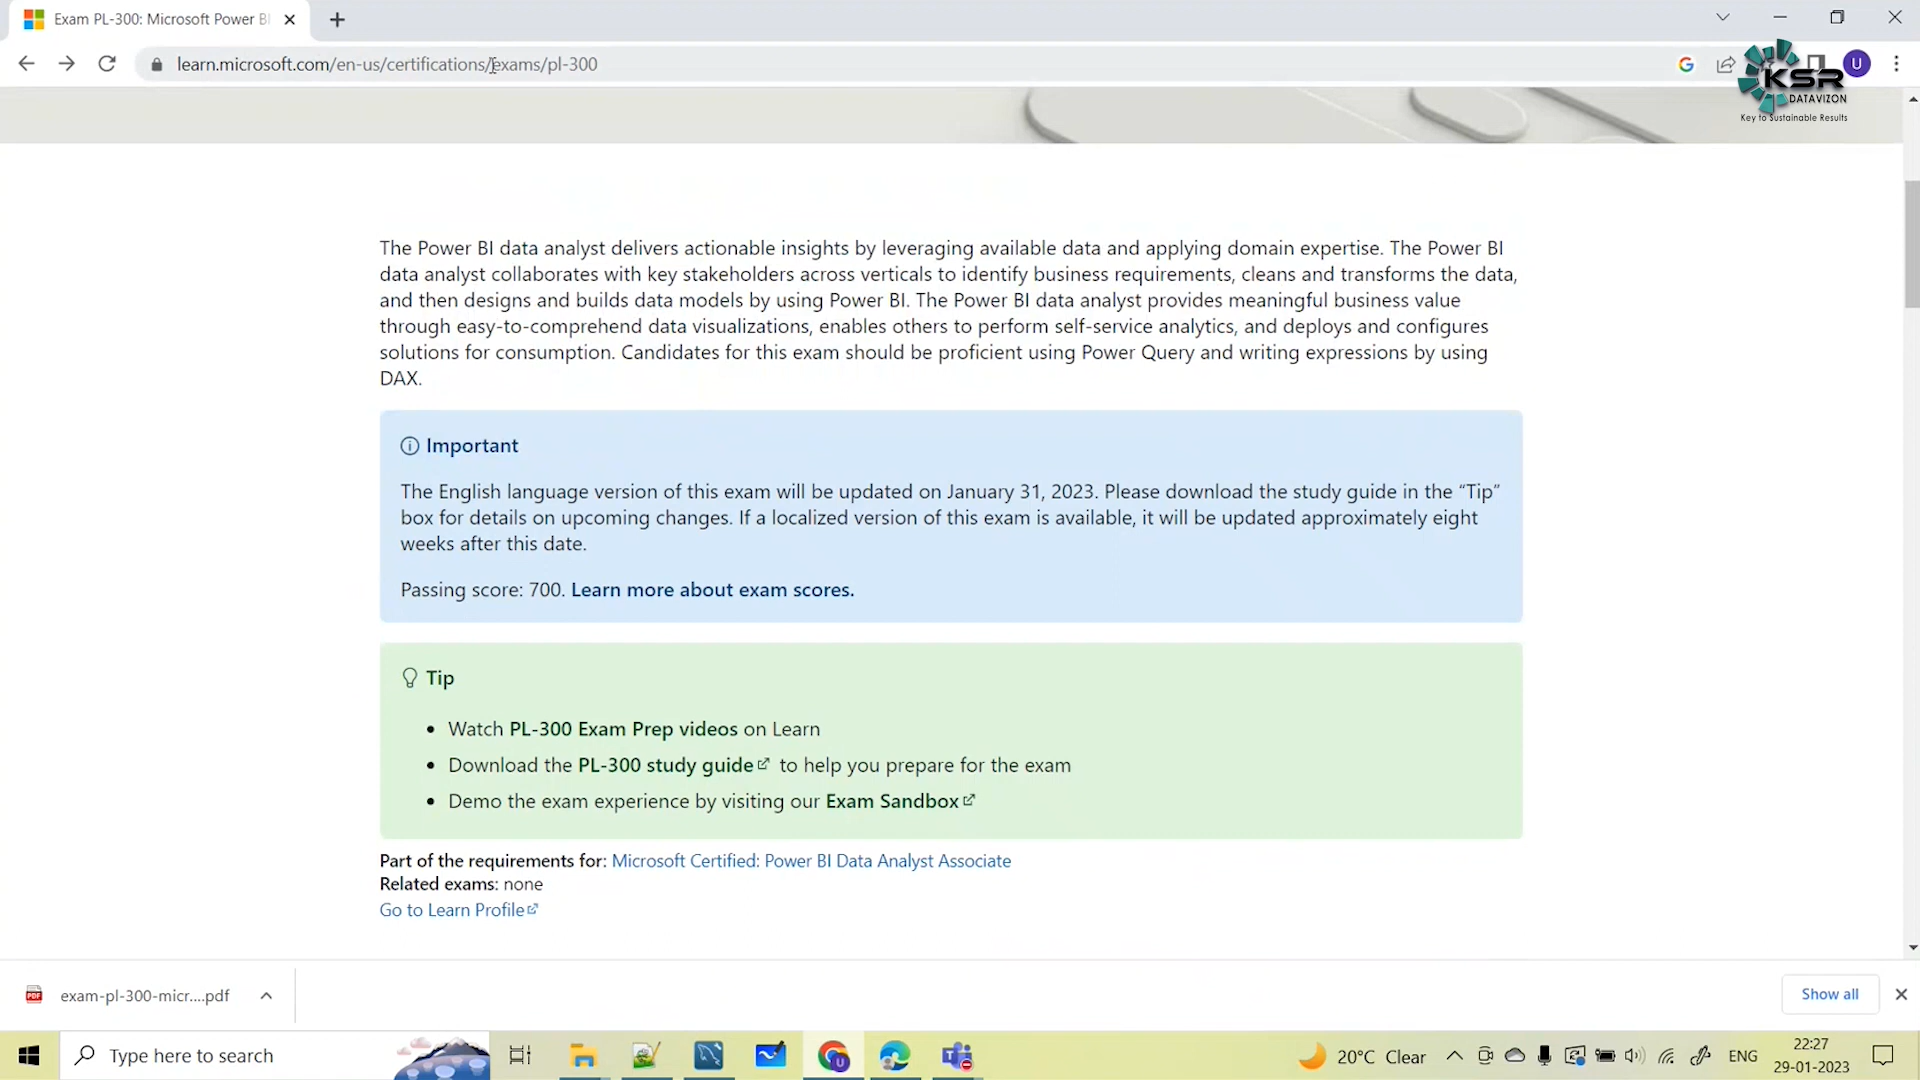 Exam PL-300: Microsoft Power B
learn.microsoft.com/en-us/certifications/exams/pl-300
U
KSR
DATAVIZON
Key to Sustainable Results
The Power BI data analyst delivers actionable insights by leveraging available data and applying domain expertise. The Power BI
data analyst collaborates with key stakeholders across verticals to identify business requirements, cleans and transforms the data,
and then designs and builds data models by using Power BI. The Power BI data analyst provides meaningful business value
through easy-to-comprehend data visualizations, enables others to perform self-service analytics, and deploys and configures
solutions for consumption. Candidates for this exam should be proficient using Power Query and writing expressions by using
DAX.
Important
The English language version of this exam will be updated on January 31, 2023. Please download the study guide in the “Tip”
box for details on upcoming changes. If a localized version of this exam is available, it will be updated approximately eight
weeks after this date.
Passing score: 700. Learn more about exam scores.
Tip
• Watch PL-300 Exam Prep videos on Learn
• Download the PL-300 study guide to help you prepare for the exam
• Demo the exam experience by visiting our Exam Sandbox
Part of the requirements for: Microsoft Certified: Power BI Data Analyst Associate
Related exams: none
Go to Learn Profile
PDF
exam-pl-300-micr....pdf
Show all
Type here to search
U
20°C Clear
ENG
22:27
29-01-2023